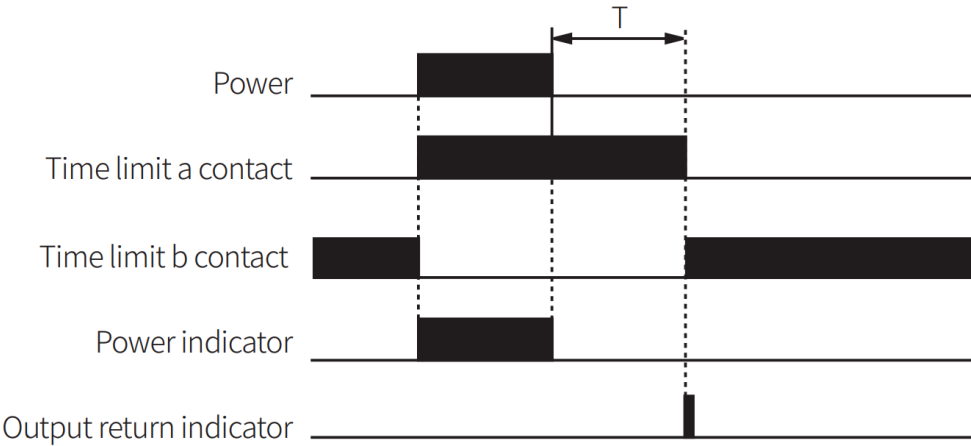 T
Power
Time limit a contact
Time limit b contact
Power indicator
Output return indicator